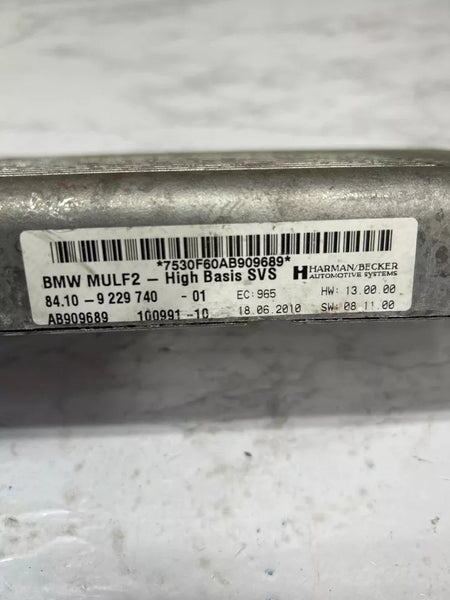 *7530F60AB909689*
BMW MULF2 – High Basis SVS HARMAN/BECKER
AUTOMOTIVE SYSTEMS
84.10 - 9 229 740 - 01 EC: 965 HW: 13.00.00
AB909689 100991-10 18.06.2010 SW: 08.11.00